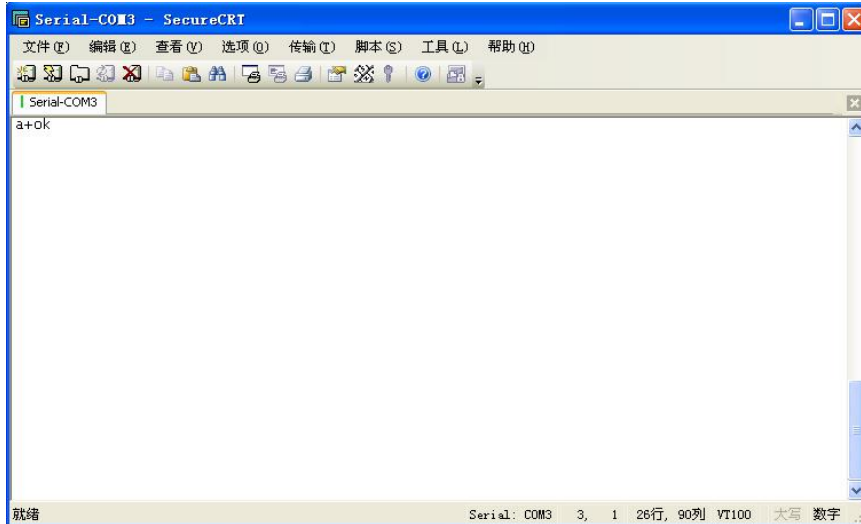 Serial-COM3 - SecureCRT
文件(F) 编辑(E) 查看(V) 选项(O) 传输(T) 脚本(S) 工具(L) 帮助(H)
Serial-COM3
a+ok
就绪 Serial: COM3 3, 1 26行, 90列 VT100 大写 数字